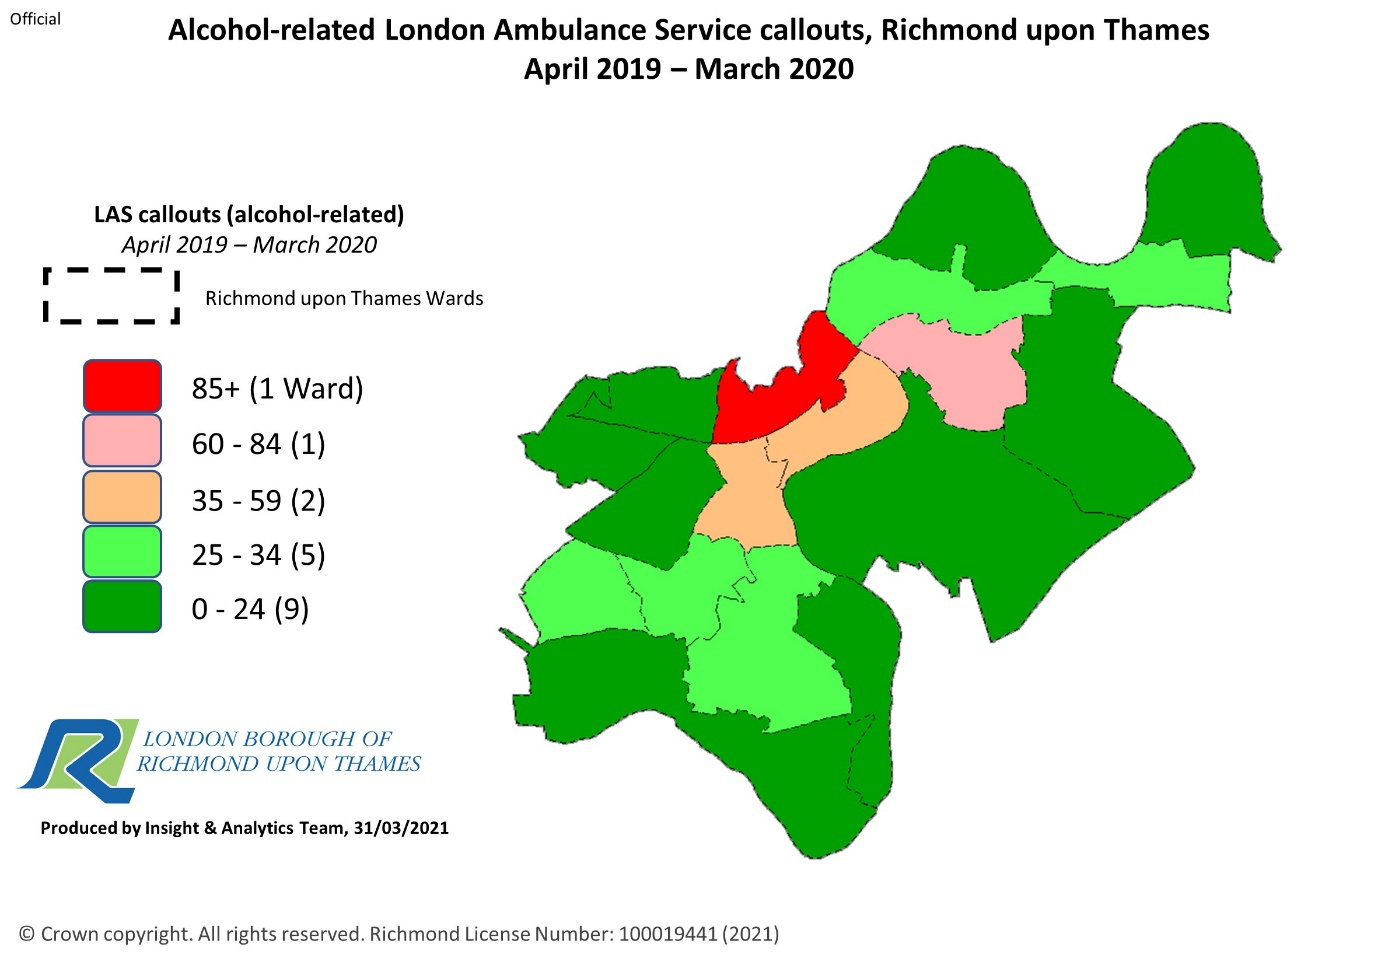 Official
Alcohol-related London Ambulance Service callouts, Richmond upon Thames
April 2019 – March 2020
LAS callouts (alcohol-related)
April 2019 – March 2020
Richmond upon Thames Wards
85+ (1 Ward)
60 - 84 (1)
35 - 59 (2)
25 - 34 (5)
0 - 24 (9)
LONDON BOROUGH OF
RICHMOND UPON THAMES
Produced by Insight & Analytics Team, 31/03/2021
© Crown copyright. All rights reserved. Richmond License Number: 100019441 (2021)